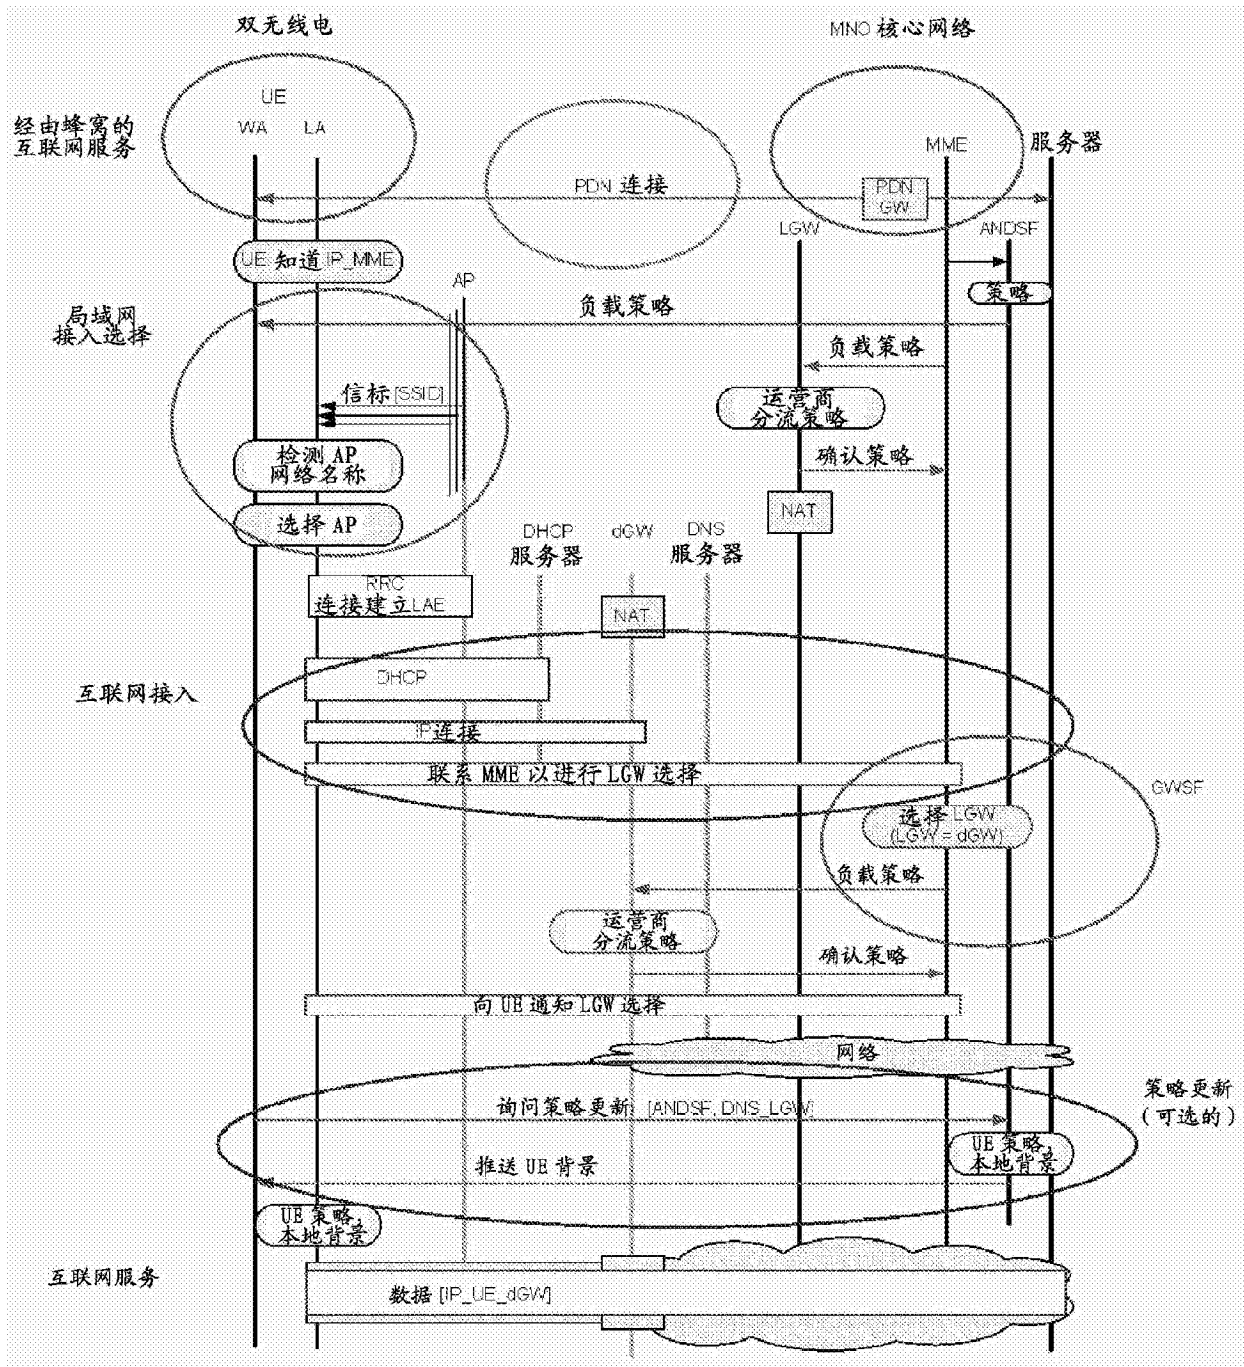 双无线电
MNO 核心网络
UE
WA LA
经由蜂窝的
互联网服务
MME
服务器
PDN 连接
PDN
GW
LGW
ANDSF
UE 知道 IP_MME
AP
策略
局域网
接入选择
负载策略
负载策略
信标 [SSID]
运营商
分流策略
检测 AP
网络名称
确认策略
选择 AP
NAT
DHCP
服务器
dGW
DNS
服务器
RRC
连接建立LAE
NAT
DHCP
互联网接入
IP连接
联系 MME 以进行 LGW 选择
GWSF
选择 LGW
(LGW = dGW)
负载策略
运营商
分流策略
确认策略
向 UE 通知 LGW 选择
网络
策略更新
(可选的)
询问策略更新 [ANDSF, DNS_LGW]
UE 策略,
本地背景
推送 UE 背景
UE 策略,
本地背景
互联网服务
数据 [IP_UE_dGW]